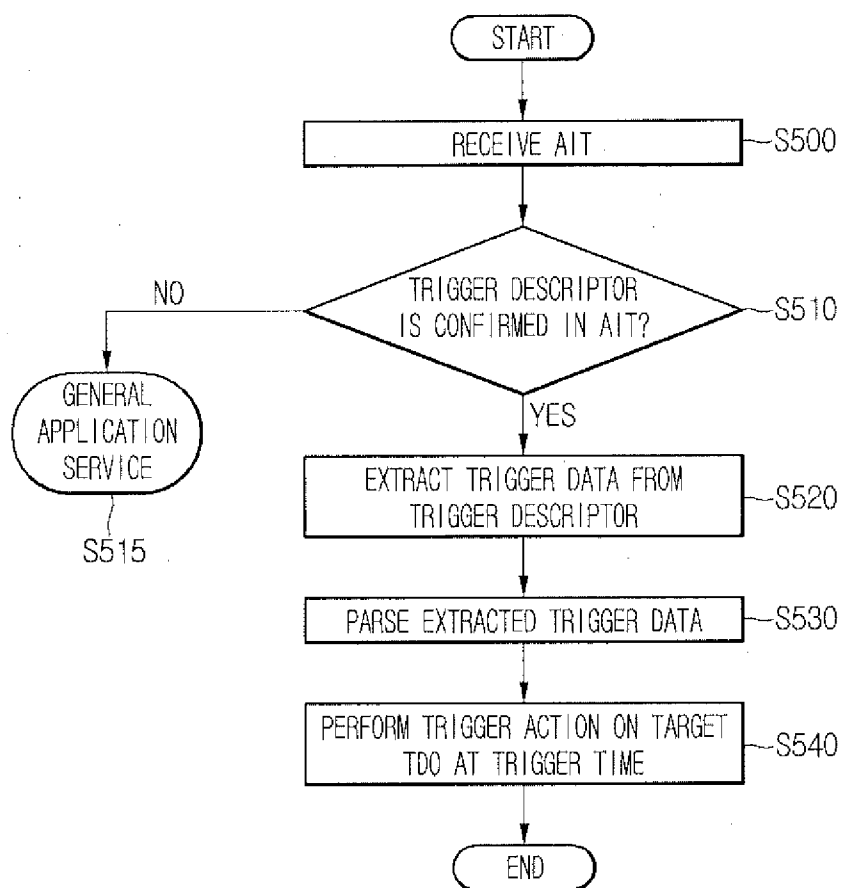 START
RECEIVE AIT
S500
TRIGGER DESCRIPTOR
IS CONFIRMED IN AIT?
S510
NO
GENERAL
APPLICATION
SERVICE
S515
YES
EXTRACT TRIGGER DATA FROM
TRIGGER DESCRIPTOR
S520
PARSE EXTRACTED TRIGGER DATA
S530
PERFORM TRIGGER ACTION ON TARGET
TDO AT TRIGGER TIME
S540
END